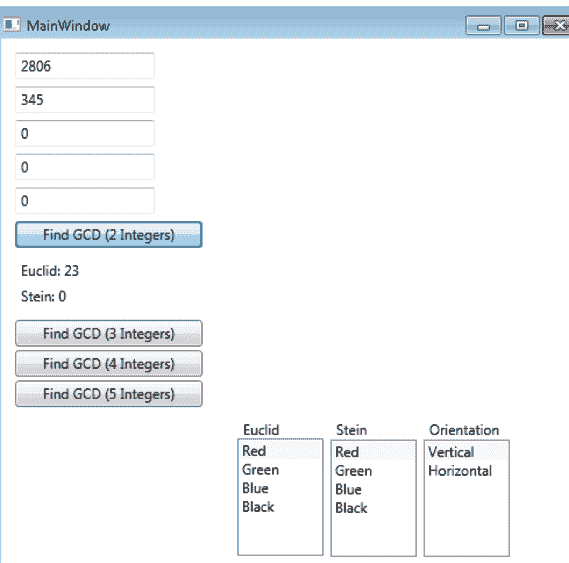 MainWindow
2806
345
0
0
0
Find GCD (2 Integers)
Euclid: 23
Stein: 0
Find GCD (3 Integers)
Find GCD (4 Integers)
Find GCD (5 Integers)
Euclid Stein Orientation
Red Red Vertical
Green Green Horizontal
Blue Blue
Black Black